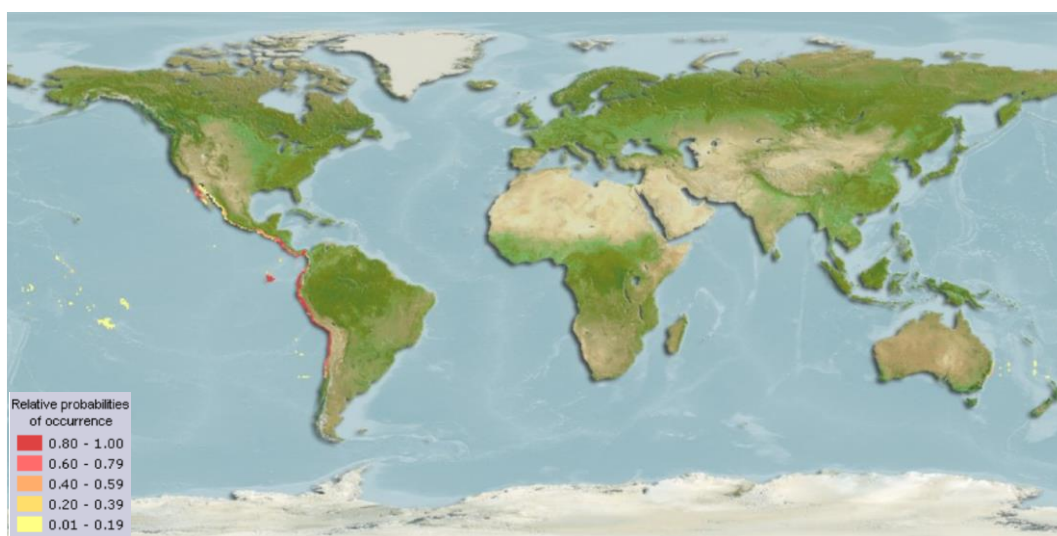 Relative probabilities
of occurrence
0.80 - 1.00
0.60 - 0.79
0.40 - 0.59
0.20 - 0.39
0.01 - 0.19